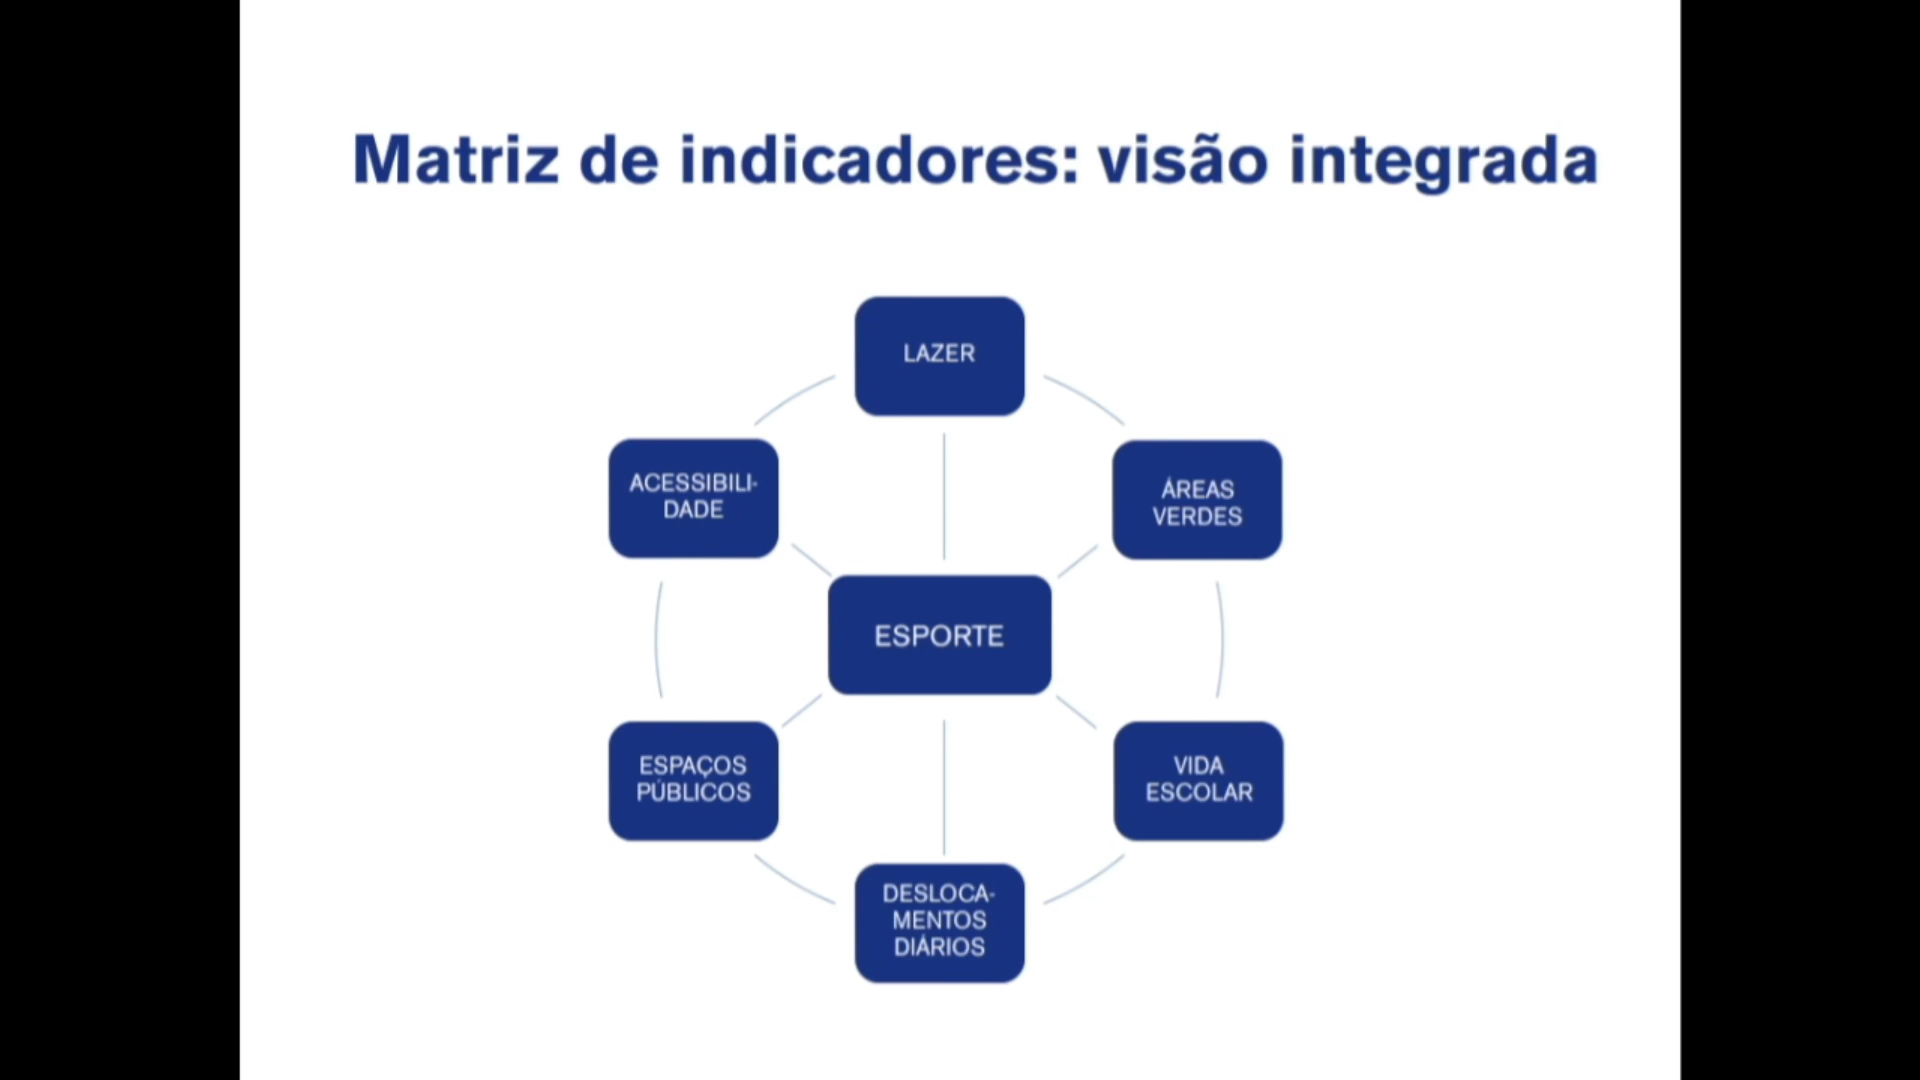 Matriz de indicadores: visão integrada
LAZER
ACESSIBILI-
DADE
ÁREAS
VERDES
ESPORTE
ESPAÇOS
PÚBLICOS
VIDA
ESCOLAR
DESLOCA-
MENTOS
DIÁRIOS